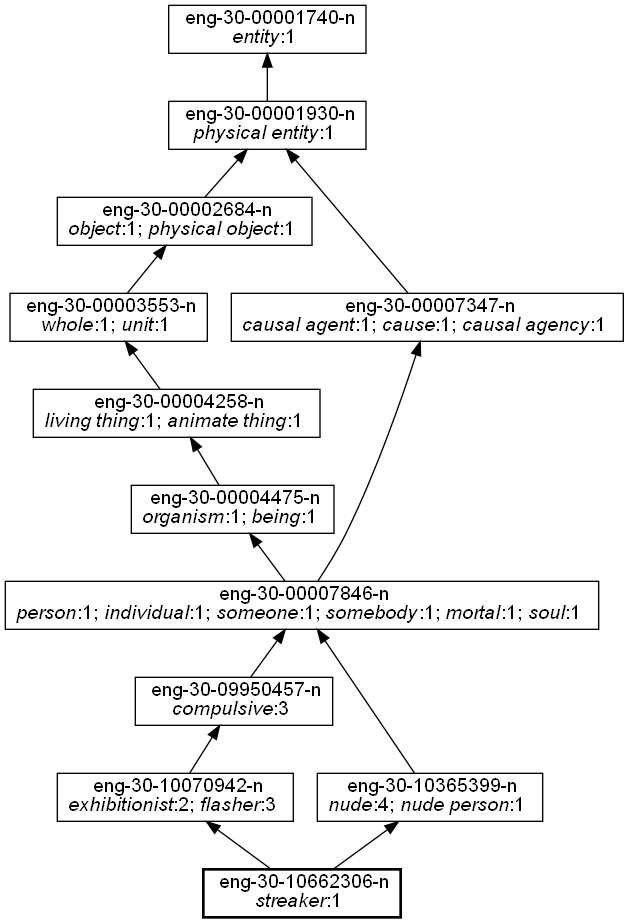 eng-30-00001740-n
entity:1
eng-30-00001930-n
physical entity:1
eng-30-00002684-n
object:1; physical object:1
eng-30-00003553-n
whole:1; unit:1
eng-30-00007347-n
causal agent:1; cause:1; causal agency:1
eng-30-00004258-n
living thing:1; animate thing:1
eng-30-00004475-n
organism:1; being:1
eng-30-00007846-n
person:1; individual:1; someone:1; somebody:1; mortal:1; soul:1
eng-30-09950457-n
compulsive:3
eng-30-10070942-n
exhibitionist:2; flasher:3
eng-30-10365399-n
nude:4; nude person:1
eng-30-10662306-n
streaker:1